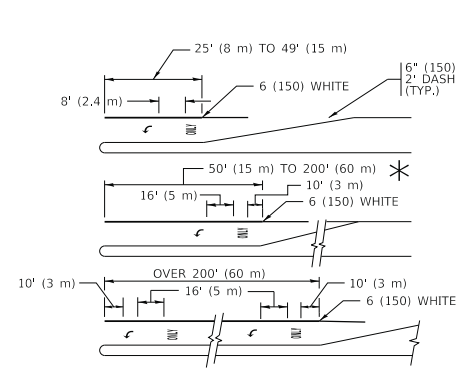 25' (8 m) TO 49' (15 m)
6" (150)
2' DASH
(TYP.)
8' (2.4 m)
6 (150) WHITE
ONLY
50' (15 m) TO 200' (60 m)
16' (5 m)
10' (3 m)
6 (150) WHITE
ONLY
OVER 200' (60 m)
10' (3 m)
16' (5 m)
10' (3 m)
6 (150) WHITE
ONLY
ONLY